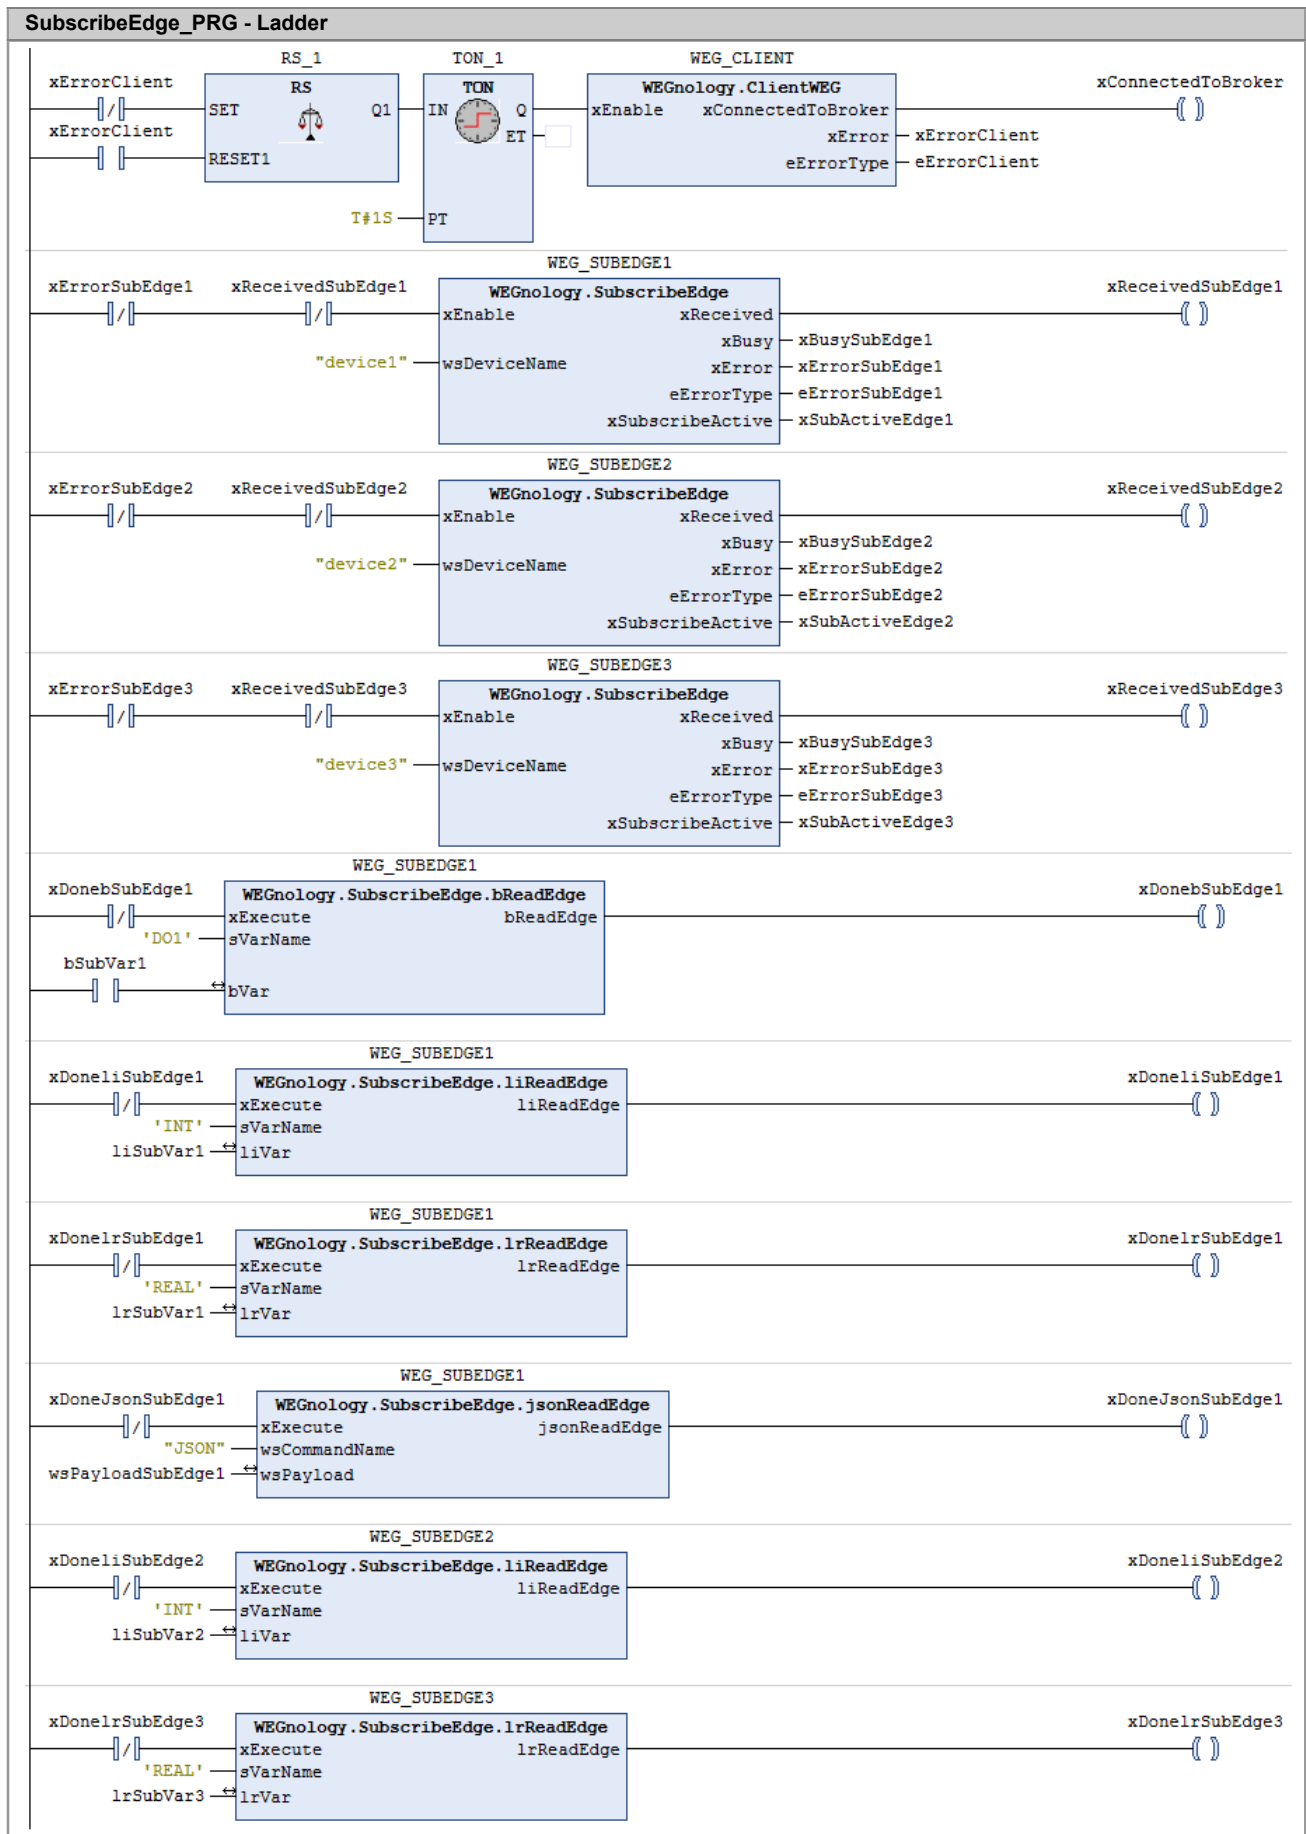 SubscribeEdge_PRG - Ladder
RS_1 TON_1 WEG_CLIENT
xErrorClient RS TON WEGnology.ClientWEG xConnectedToBroker
SET Q1 IN Q xEnable xConnectedToBroker
xErrorClient ET xError xErrorClient
RESET1 eErrorType eErrorClient
T#1S PT
WEG_SUBEDGE1
xErrorSubEdge1 xReceivedSubEdge1 WEGnology.SubscribeEdge xReceivedSubEdge1
xEnable xReceived
xBusy xBusySubEdge1
"device1" wsDeviceName xError xErrorSubEdge1
eErrorType eErrorSubEdge1
xSubscribeActive xSubActiveEdge1
WEG_SUBEDGE2
xErrorSubEdge2 xReceivedSubEdge2 WEGnology.SubscribeEdge xReceivedSubEdge2
xEnable xReceived
xBusy xBusySubEdge2
"device2" wsDeviceName xError xErrorSubEdge2
eErrorType eErrorSubEdge2
xSubscribeActive xSubActiveEdge2
WEG_SUBEDGE3
xErrorSubEdge3 xReceivedSubEdge3 WEGnology.SubscribeEdge xReceivedSubEdge3
xEnable xReceived
xBusy xBusySubEdge3
"device3" wsDeviceName xError xErrorSubEdge3
eErrorType eErrorSubEdge3
xSubscribeActive xSubActiveEdge3
WEG_SUBEDGE1
xDonebSubEdge1 WEGnology.SubscribeEdge.bReadEdge xDonebSubEdge1
xExecute bReadEdge
'DO1' sVarName
bSubVar1
bVar
WEG_SUBEDGE1
xDoneliSubEdge1 WEGnology.SubscribeEdge.liReadEdge xDoneliSubEdge1
xExecute liReadEdge
'INT' sVarName
liSubVar1 liVar
WEG_SUBEDGE1
xDonelrSubEdge1 WEGnology.SubscribeEdge.lrReadEdge xDonelrSubEdge1
xExecute lrReadEdge
'REAL' sVarName
lrSubVar1 lrVar
WEG_SUBEDGE1
xDoneJsonSubEdge1 WEGnology.SubscribeEdge.jsonReadEdge xDoneJsonSubEdge1
xExecute jsonReadEdge
"JSON" wsCommandName
wsPayloadSubEdge1 wsPayload
WEG_SUBEDGE2
xDoneliSubEdge2 WEGnology.SubscribeEdge.liReadEdge xDoneliSubEdge2
xExecute liReadEdge
'INT' sVarName
liSubVar2 liVar
WEG_SUBEDGE3
xDonelrSubEdge3 WEGnology.SubscribeEdge.lrReadEdge xDonelrSubEdge3
xExecute lrReadEdge
'REAL' sVarName
lrSubVar3 lrVar